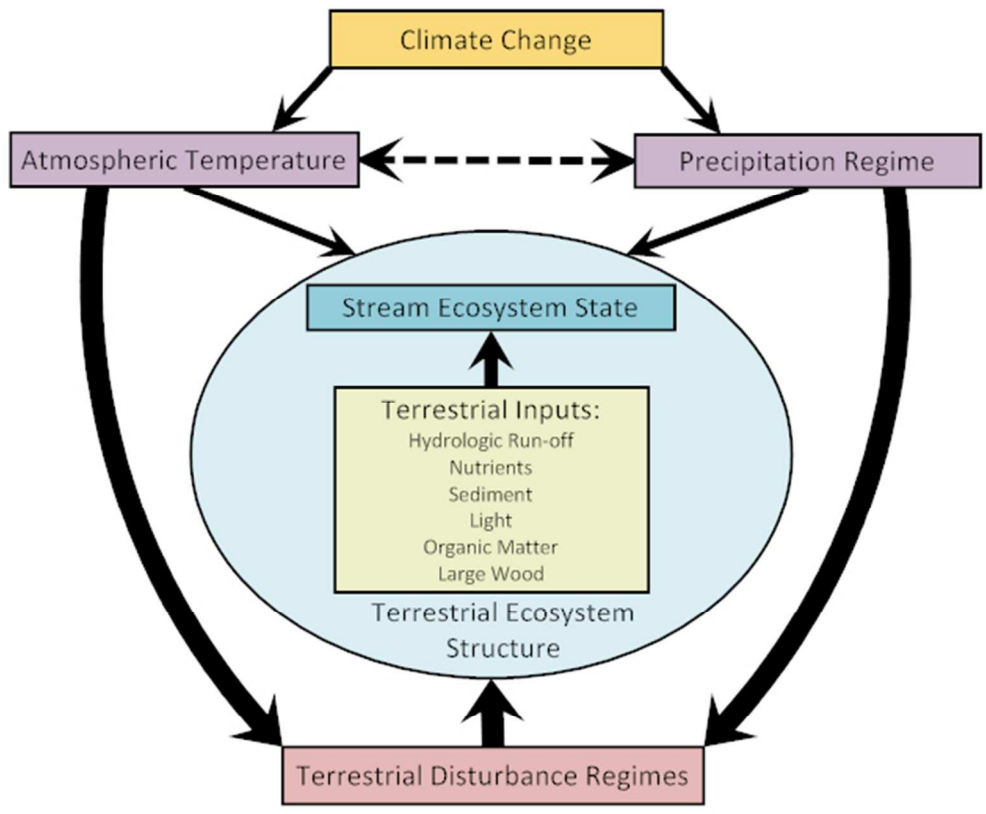 Climate Change
Atmospheric Temperature
Precipitation Regime
Stream Ecosystem State
Terrestrial Inputs:
Hydrologic Run-off
Nutrients
Sediment
Light
Organic Matter
Large Wood
Terrestrial Ecosystem
Structure
Terrestrial Disturbance Regimes